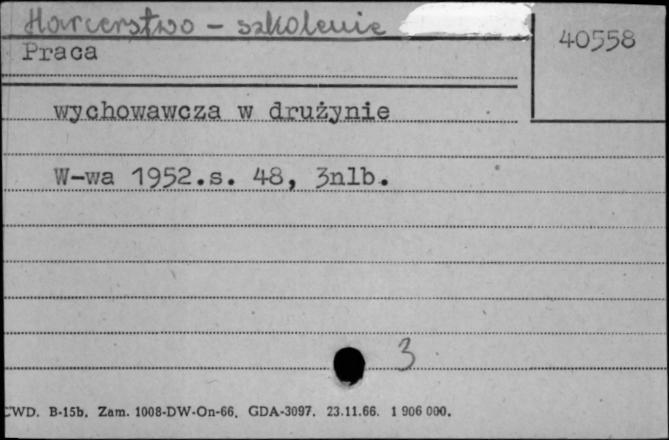 Harcerstwo - szkolenie
40558
Praca
wychowawcza w drużynie
W-wa 1952.s. 48, 3nlb.
3
CWD. B-15b. Zam. 1008-DW-On-66. GDA-3097. 23.11.66. 1 906 000.